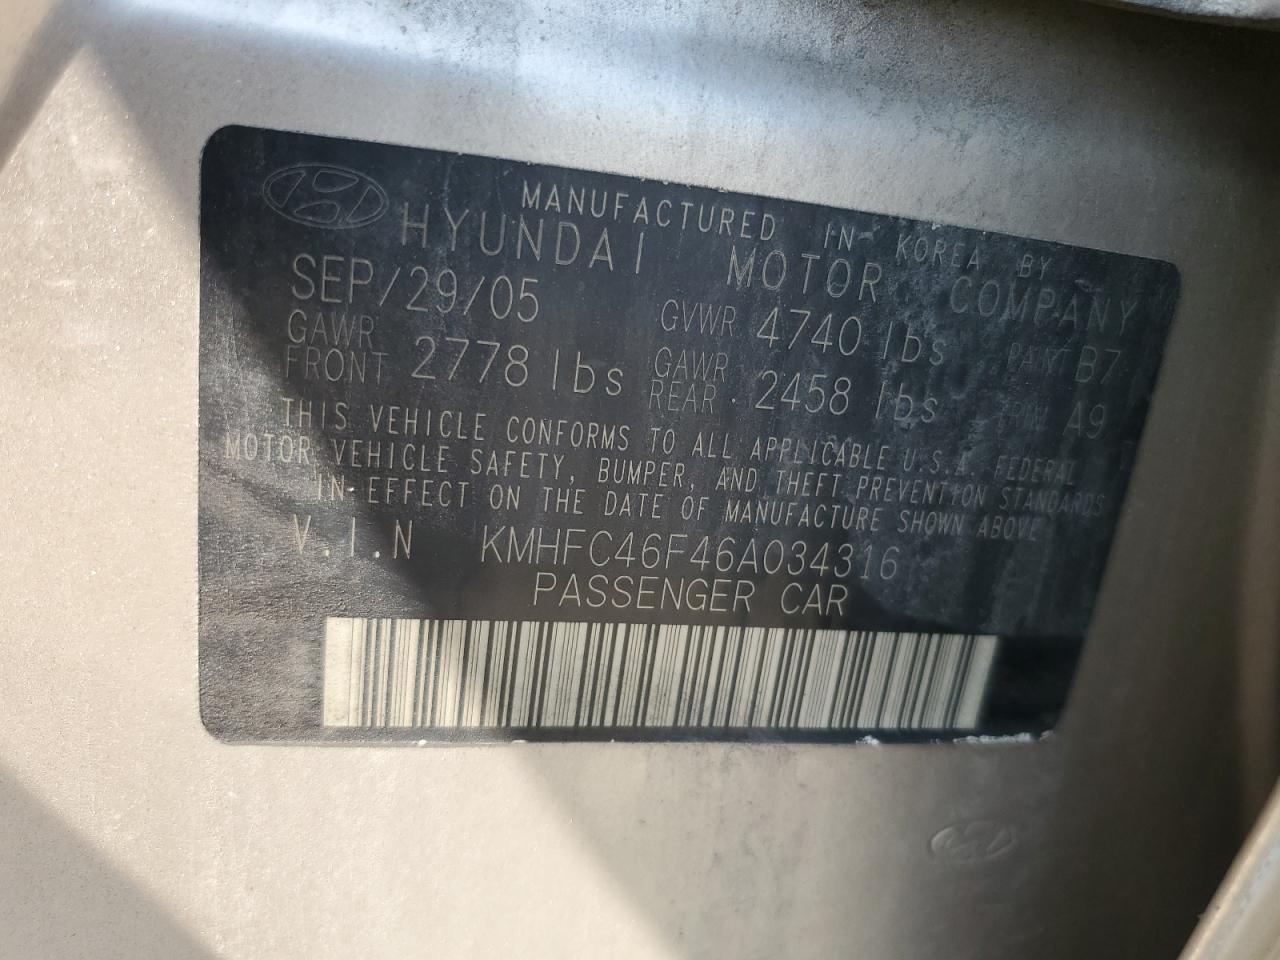 MANUFACTURED IN KOREA BY
HYUNDAI MOTOR COMPANY
SEP/29/05 GVWR 4740 lbs PAINT B7
GAWR FRONT 2778 lbs GAWR REAR 2458 lbs TRIM A9
THIS VEHICLE CONFORMS TO ALL APPLICABLE U.S.A. FEDERAL
MOTOR VEHICLE SAFETY, BUMPER, AND THEFT PREVENTION STANDARDS
IN EFFECT ON THE DATE OF MANUFACTURE SHOWN ABOVE
V.I.N KMHFC46F46A034316
PASSENGER CAR